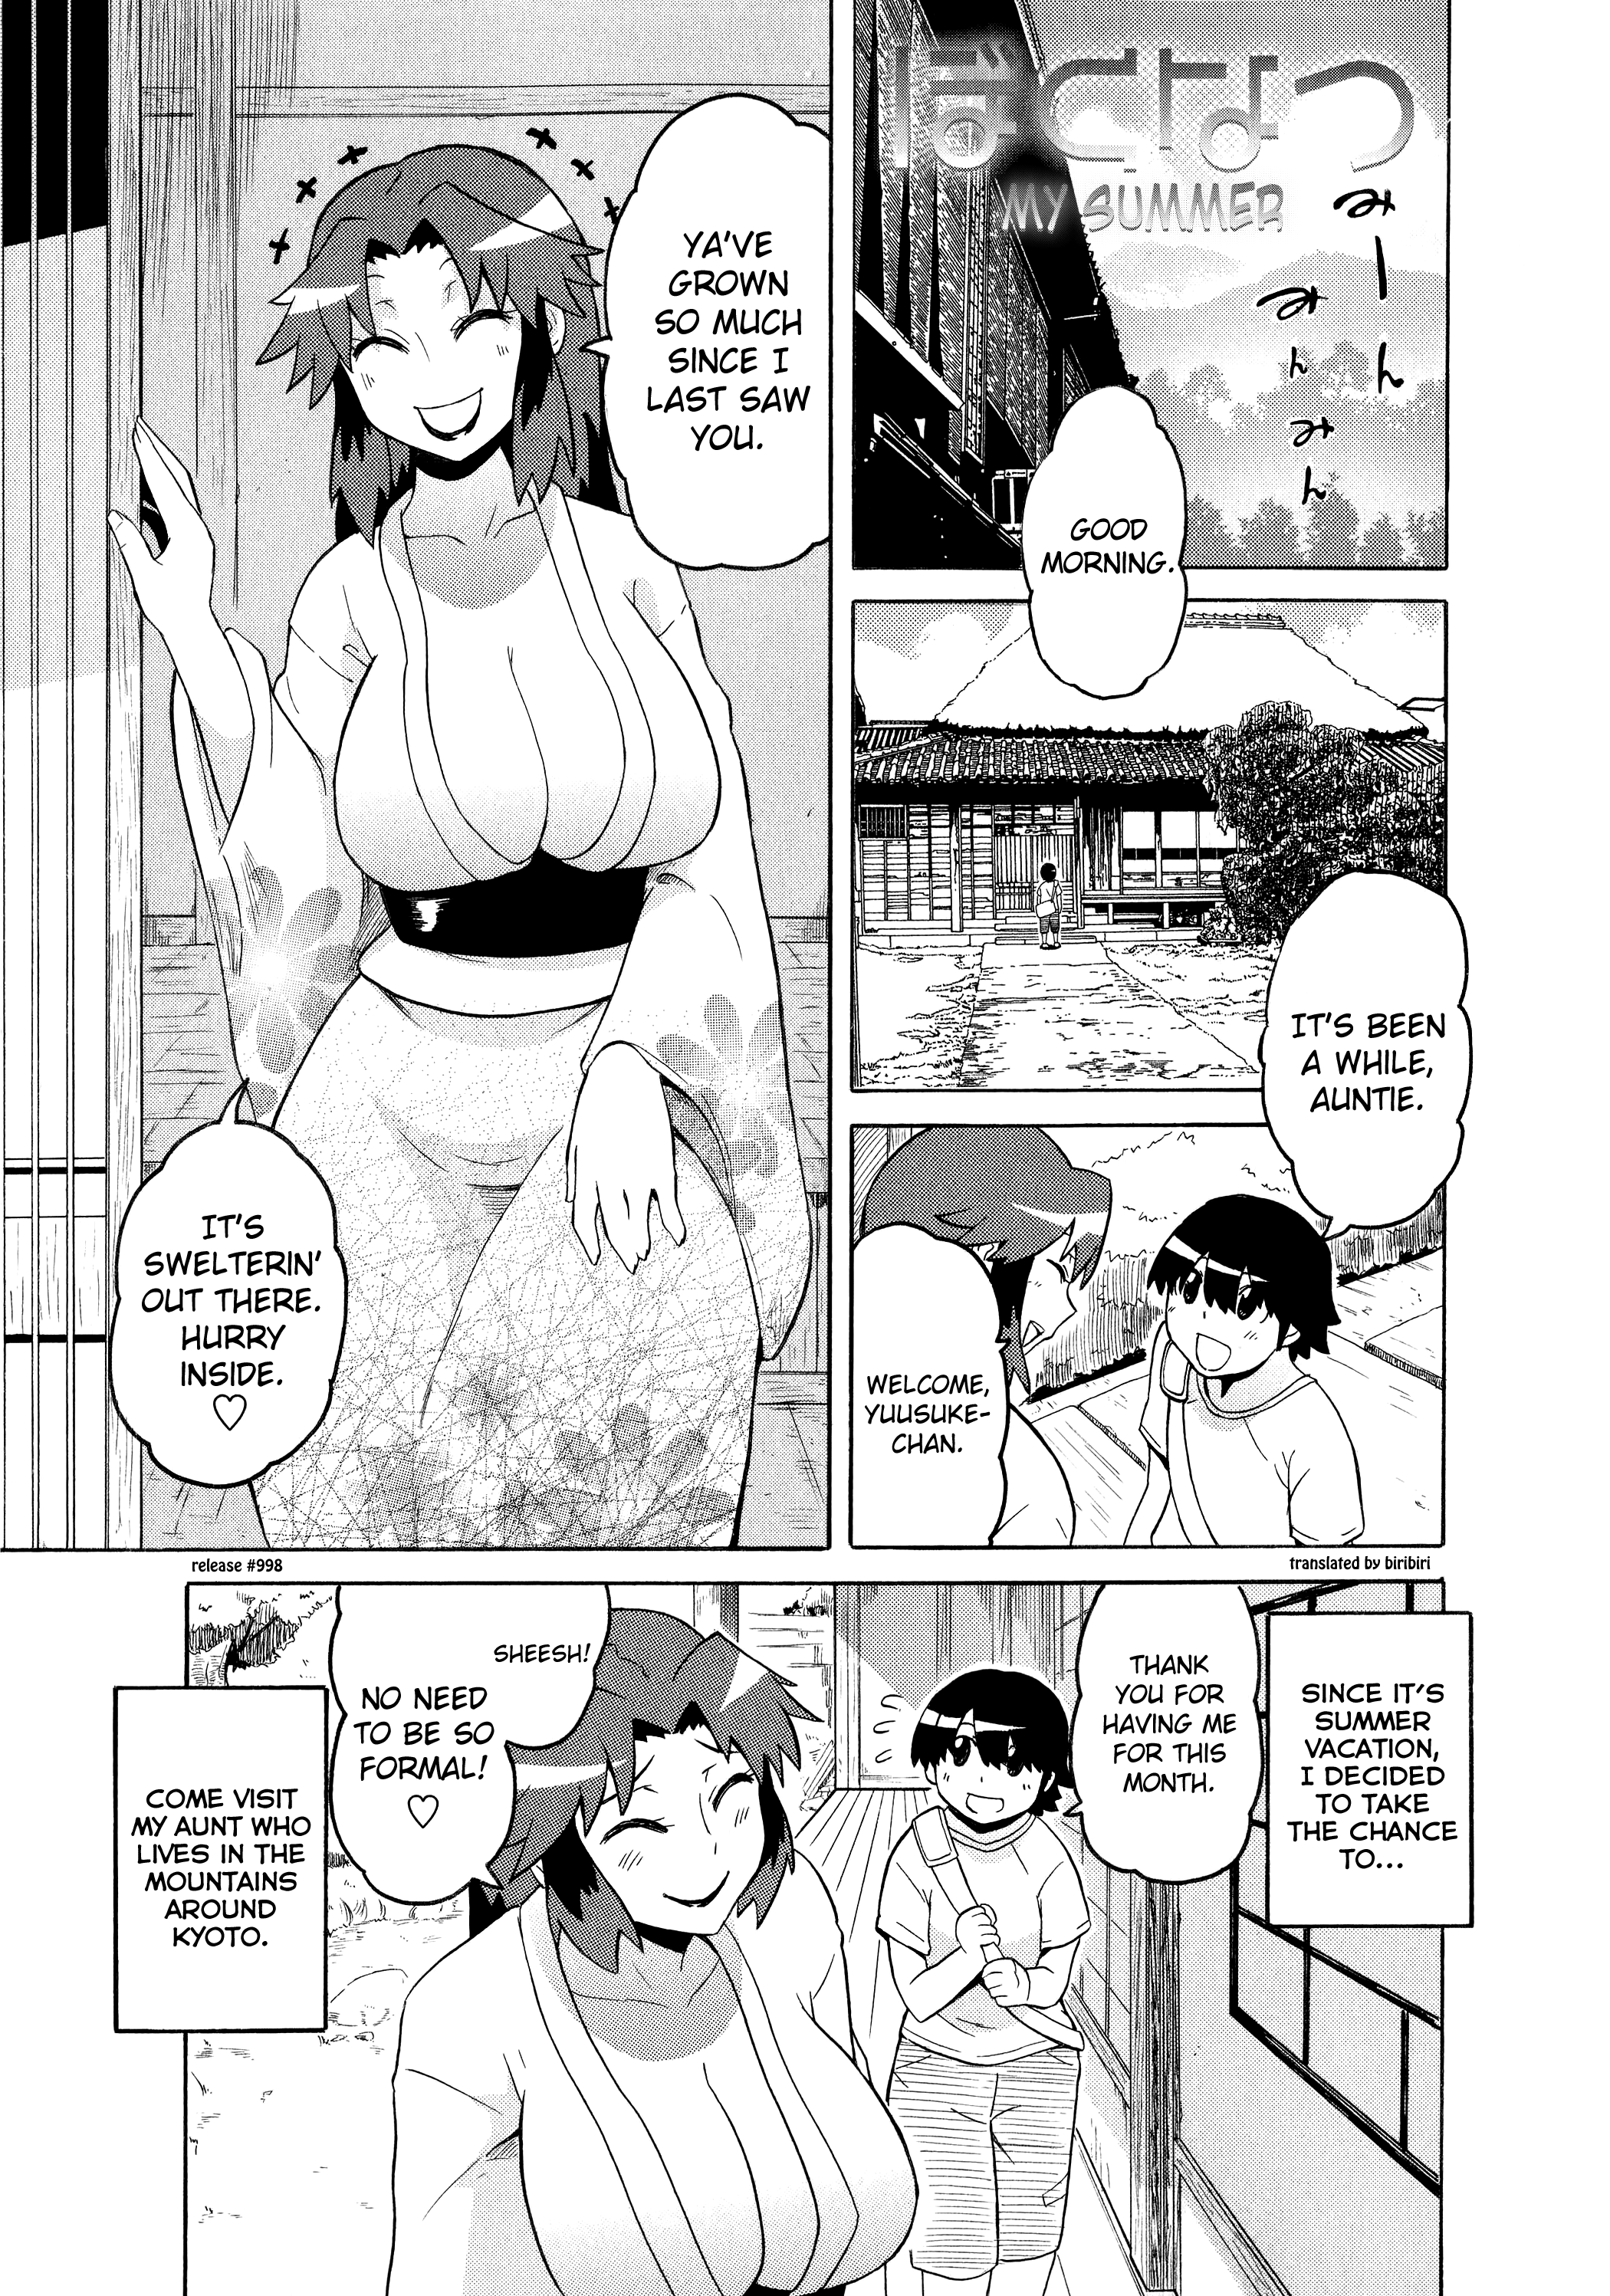 ぼくなつ
MY SUMMER
みーん
みんみん
GOOD
MORNING.
IT'S BEEN
A WHILE,
AUNTIE.
WELCOME,
YUUSUKE-
CHAN.
YA'VE
GROWN
SO MUCH
SINCE I
LAST SAW
YOU.
IT'S
SWELTERIN'
OUT THERE.
HURRY
INSIDE.
♡
release #998
translated by biribiri
SINCE IT'S
SUMMER
VACATION,
I DECIDED
TO TAKE
THE CHANCE
TO...
THANK
YOU FOR
HAVING ME
FOR THIS
MONTH.
SHEESH!
NO NEED
TO BE SO
FORMAL!
♡
COME VISIT
MY AUNT WHO
LIVES IN THE
MOUNTAINS
AROUND
KYOTO.